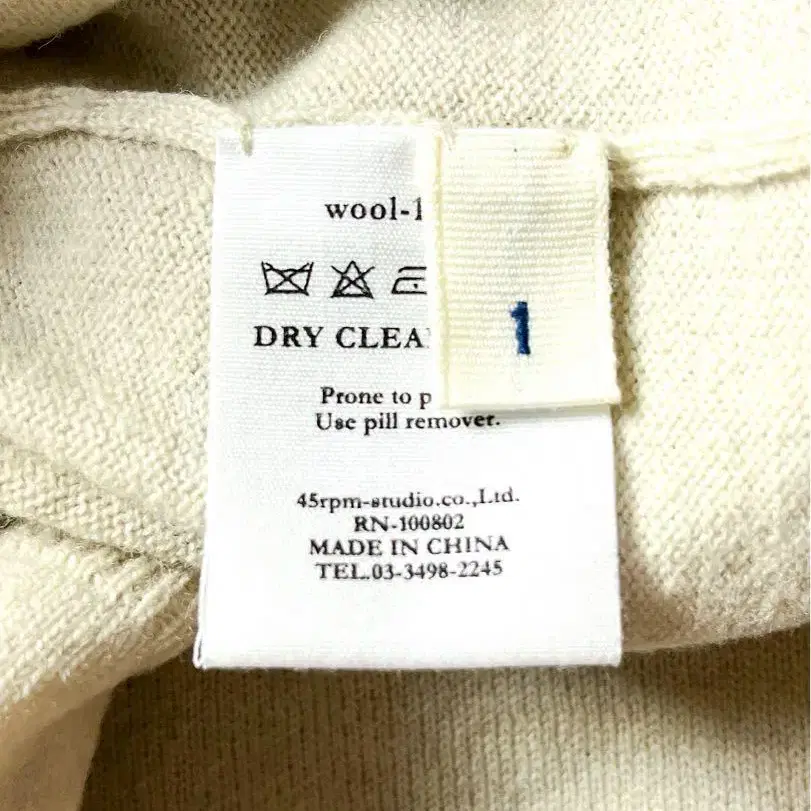 wool-1
1
DRY CLEA
Prone to p
Use pill remover.
45rpm-studio.co.,Ltd.
RN-100802
MADE IN CHINA
TEL.03-3498-2245